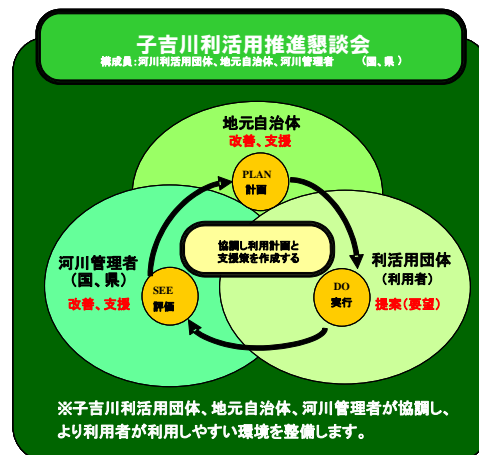 子吉川利活用推進懇談会
構成員：河川利用団体、地元自治体、河川管理者　　（国、県）
地元自治体
改善、支援
PLAN
計画
協調し利用計画と
支援策を作成する
河川管理者
（国、県）
改善、支援
SEE
評価
利活用団体
（利用者）
DO
実行
提案（要望）
※子吉川利活用団体、地元自治体、河川管理者が協調し、
より利用者が利用しやすい環境を整備します。